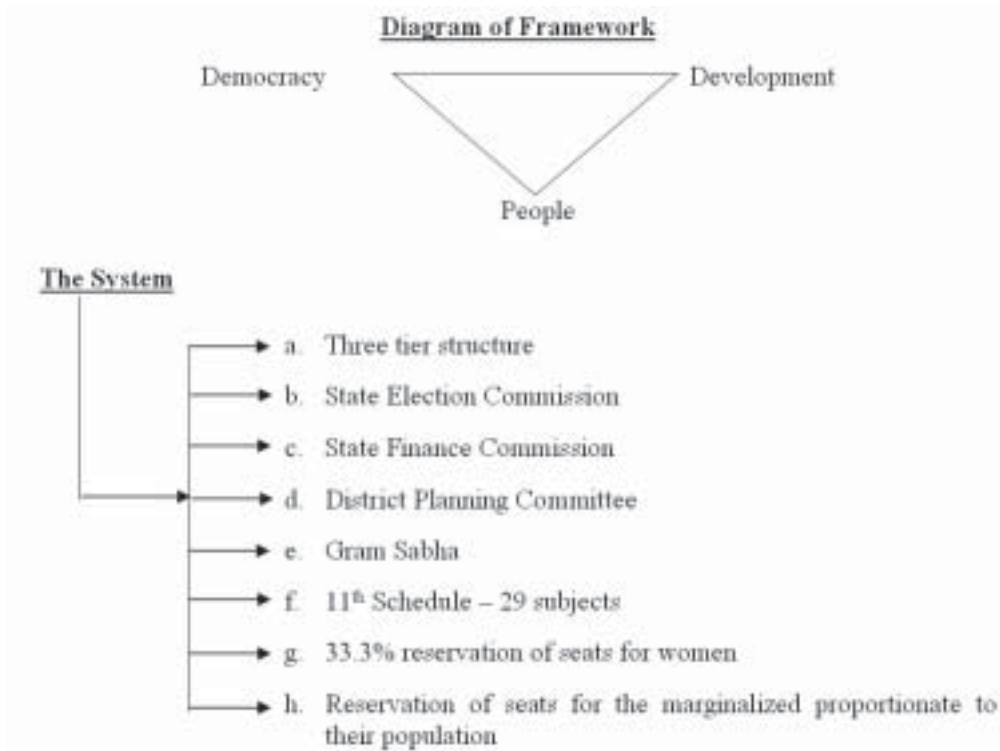 Diagram of Framework
Democracy Development
People
The System
a. Three tier structure
b. State Election Commission
c. State Finance Commission
d. District Planning Committee
e. Gram Sabha
f. 11th Schedule – 29 subjects
g. 33.3% reservation of seats for women
h. Reservation of seats for the marginalized proportionate to
their population